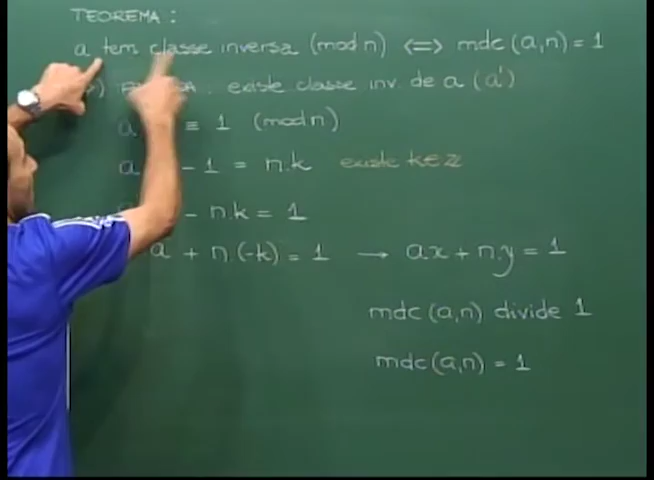 TEOREMA :
a tem classe inversa (mod n) <=> mdc (a,n) = 1
) existe classe inv. de a (a')
a ≡ 1 (mod n)
a - 1 = n.k existe k ∈ Z
- n.k = 1
a + n (-k) = 1 → ax + n.y = 1
mdc (a,n) divide 1
mdc (a,n) = 1